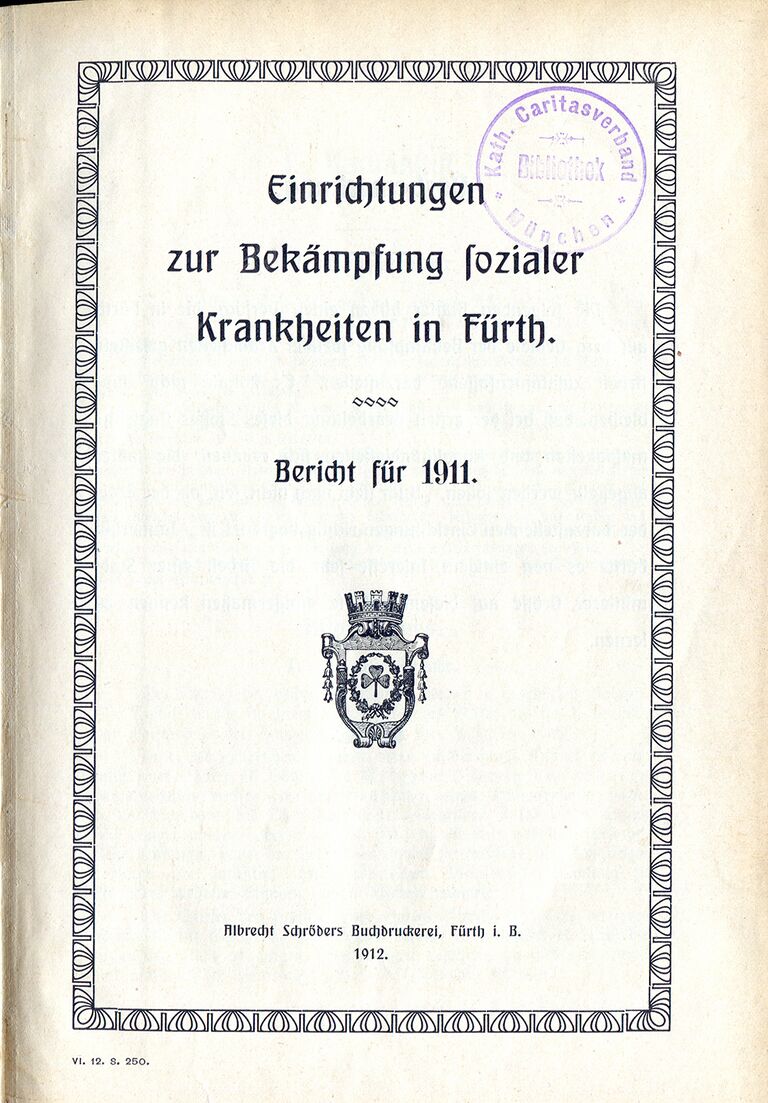 Kath. Caritasverband
Bibliothek
München
Einrichtungen
zur Bekämpfung ſozialer
Krankheiten in Fürth.
Bericht für 1911.
Albrecht Schröders Buchdruckerei, Fürth i. B.
1912.
VI. 12. S. 250.